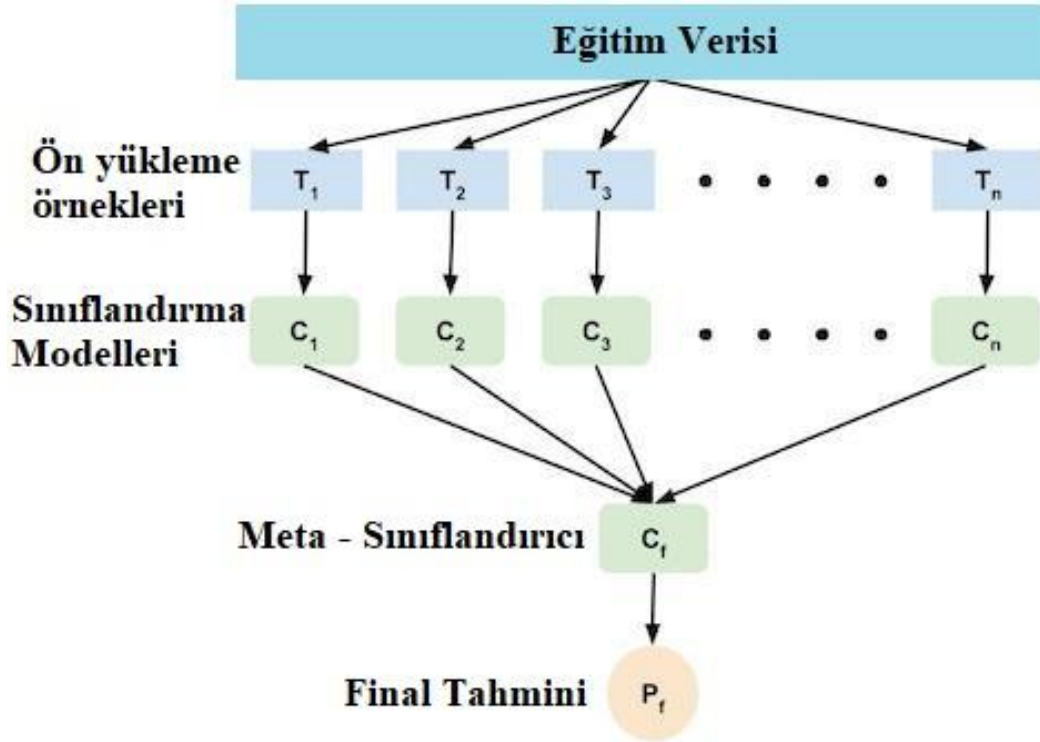 Eğitim Verisi
Ön yükleme
örnekleri
T1 T2 T3 Tn
Sınıflandırma
Modelleri
C1 C2 C3 Cn
Meta - Sınıflandırıcı
Cf
Final Tahmini
Pf